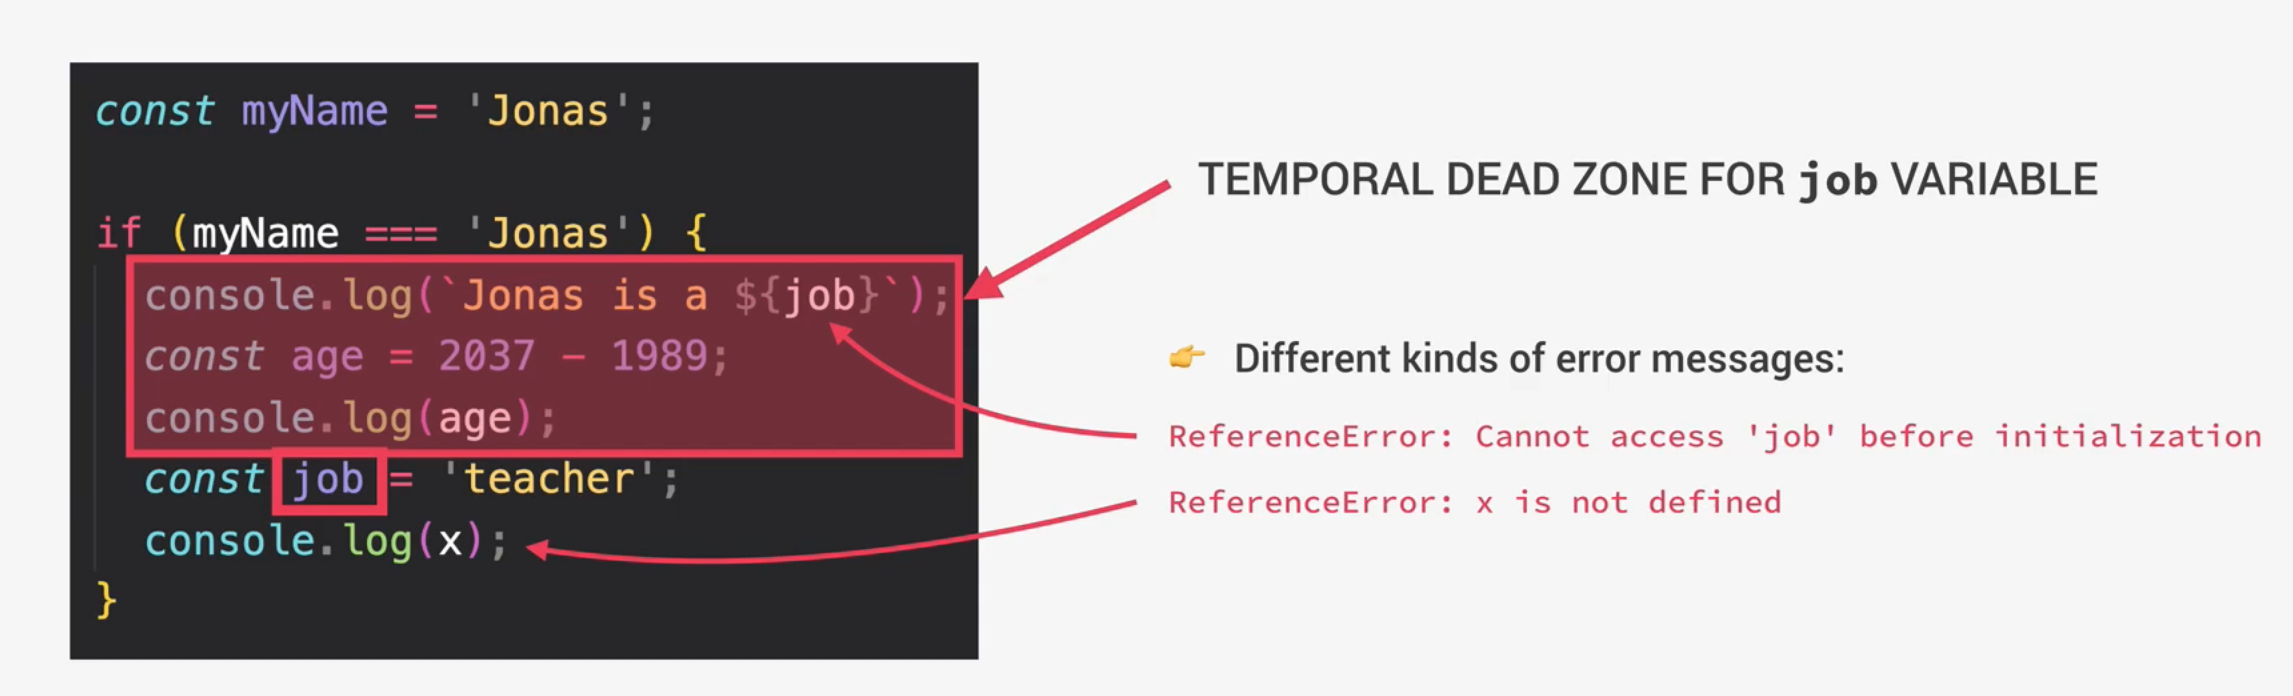 const myName = 'Jonas';
if (myName === 'Jonas') {
console.log(`Jonas is a ${job}`);
const age = 2037 - 1989;
console.log(age);
const job = 'teacher';
console.log(x);
}
TEMPORAL DEAD ZONE FOR job VARIABLE
👉 Different kinds of error messages:
ReferenceError: Cannot access 'job' before initialization
ReferenceError: x is not defined